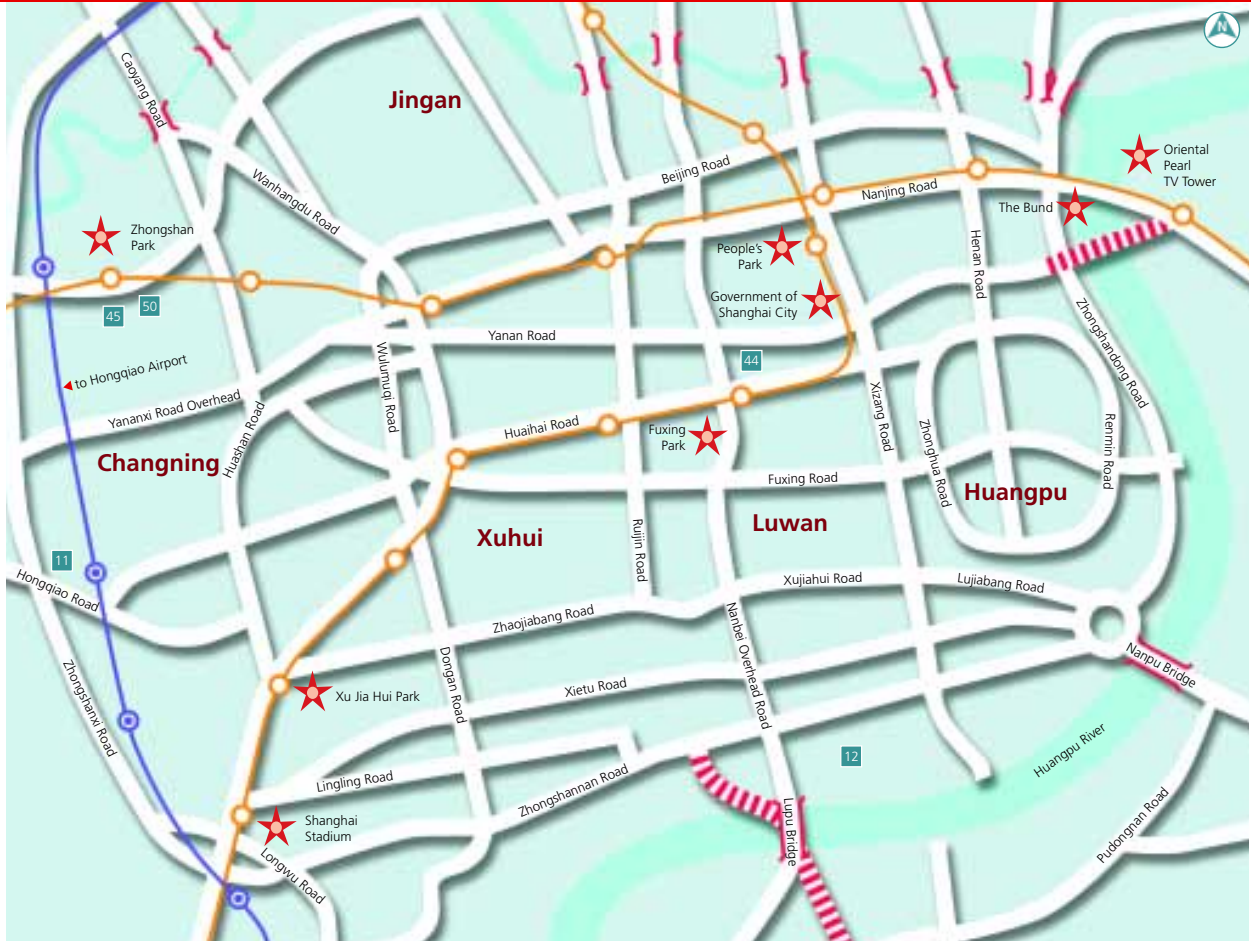 N
Caoyang Road
Jingan
Oriental
Pearl
TV Tower
Beijing Road
Wanhangdu Road
Nanjing Road
The Bund
Zhongshan
Park
People's
Park
Henan Road
Government of
Shanghai City
45
50
Zhongshandong Road
Yanan Road
Wulumuqi Road
44
to Hongqiao Airport
Xizang Road
Yananxi Road Overhead
Huashan Road
Huaihai Road
Fuxing
Park
Zhonghua Road
Renmin Road
Changning
Fuxing Road
Huangpu
Xuhui
Luwan
Ruijin Road
11
Hongqiao Road
Xujiahui Road
Lujiabang Road
Zhaojiabang Road
Nanbei Overhead Road
Nanpu Bridge
Zhongshanxi Road
Dongan Road
Xu Jia Hui Park
Xietu Road
Huangpu River
12
Lingling Road
Zhongshannan Road
Lupu Bridge
Pudongnan Road
Shanghai
Stadium
Longwu Road